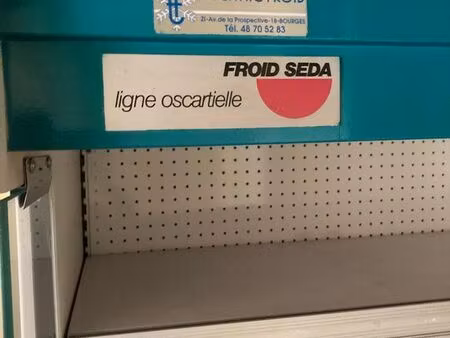 21-Av.de la Prospective-18-BOURGES
Tél. 48 70 52 83
FROID SEDA
ligne oscartielle